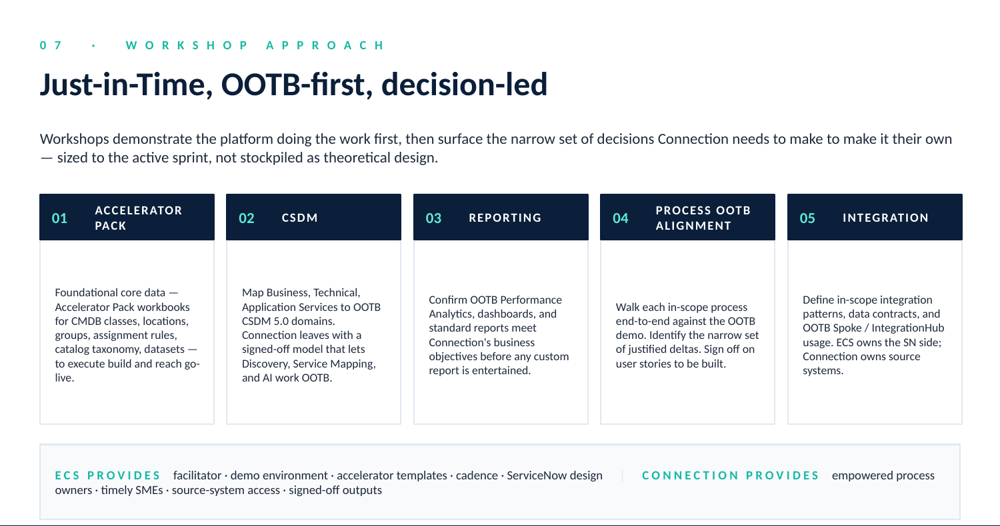 07 · WORKSHOP APPROACH
Just-in-Time, OOTB-first, decision-led
Workshops demonstrate the platform doing the work first, then surface the narrow set of decisions Connection needs to make to make it their own
— sized to the active sprint, not stockpiled as theoretical design.
01 ACCELERATOR
PACK
Foundational core data —
Accelerator Pack workbooks
for CMDB classes, locations,
groups, assignment rules,
catalog taxonomy, datasets —
to execute build and reach go-
live.
02 CSDM
Map Business, Technical,
Application Services to OOTB
CSDM 5.0 domains.
Connection leaves with a
signed-off model that lets
Discovery, Service Mapping,
and AI work OOTB.
03 REPORTING
Confirm OOTB Performance
Analytics, dashboards, and
standard reports meet
Connection's business
objectives before any custom
report is entertained.
04 PROCESS OOTB
ALIGNMENT
Walk each in-scope process
end-to-end against the OOTB
demo. Identify the narrow set
of justified deltas. Sign off on
user stories to be built.
05 INTEGRATION
Define in-scope integration
patterns, data contracts, and
OOTB Spoke / IntegrationHub
usage. ECS owns the SN side;
Connection owns source
systems.
ECS PROVIDES facilitator · demo environment · accelerator templates · cadence · ServiceNow design | CONNECTION PROVIDES empowered process
owners · timely SMEs · source-system access · signed-off outputs